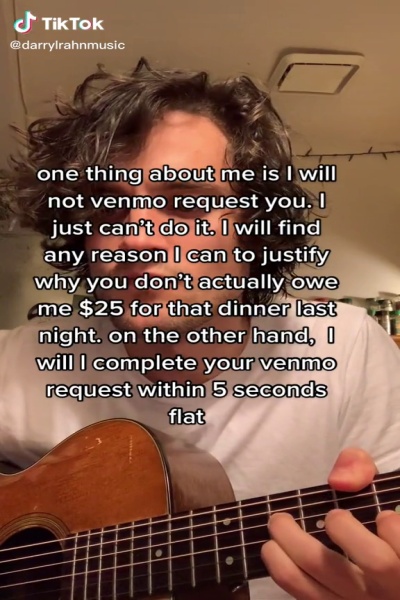 TikTok
@darrylrahnmusic
one thing about me is I will
not venmo request you. I
just can't do it. I will find
any reason I can to justify
why you don't actually owe
me $25 for that dinner last
night. on the other hand, I
will I complete your venmo
request within 5 seconds
flat